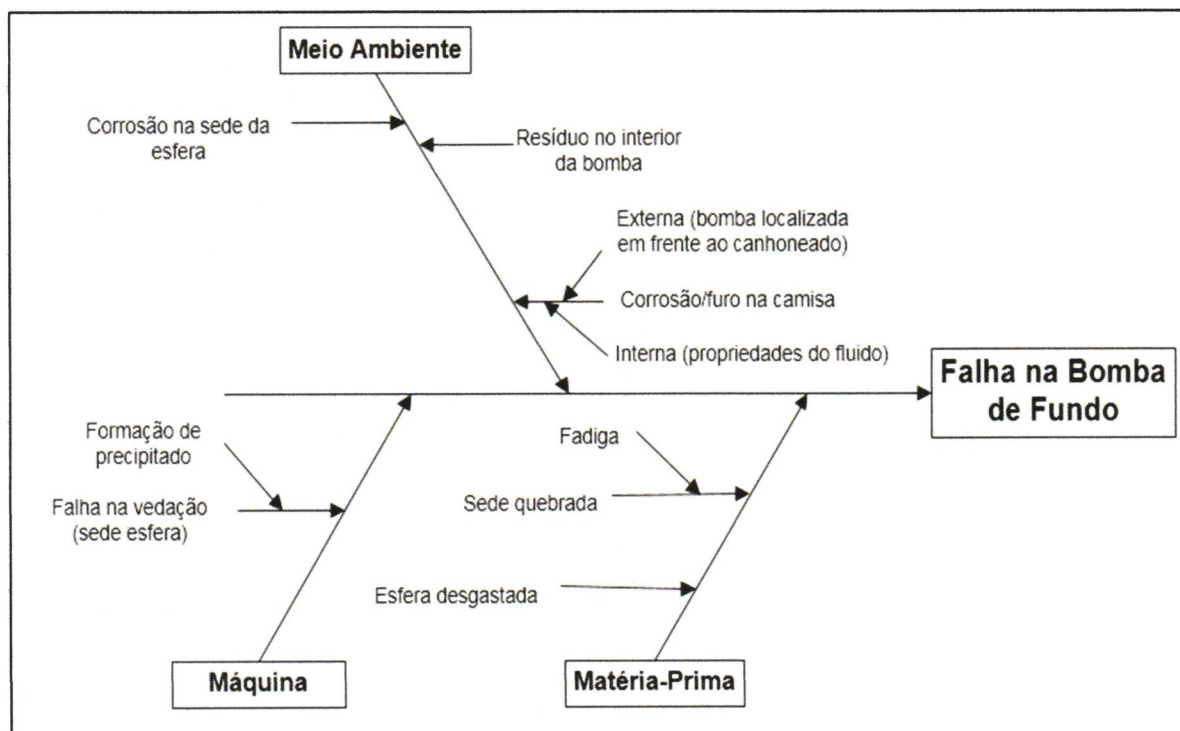 Meio Ambiente
Corrosão na sede da
esfera
Resíduo no interior
da bomba
Externa (bomba localizada
em frente ao canhoneado)
Corrosão/furo na camisa
Interna (propriedades do fluido)
Falha na Bomba
de Fundo
Formação de
precipitado
Falha na vedação
(sede esfera)
Fadiga
Sede quebrada
Esfera desgastada
Máquina
Matéria-Prima